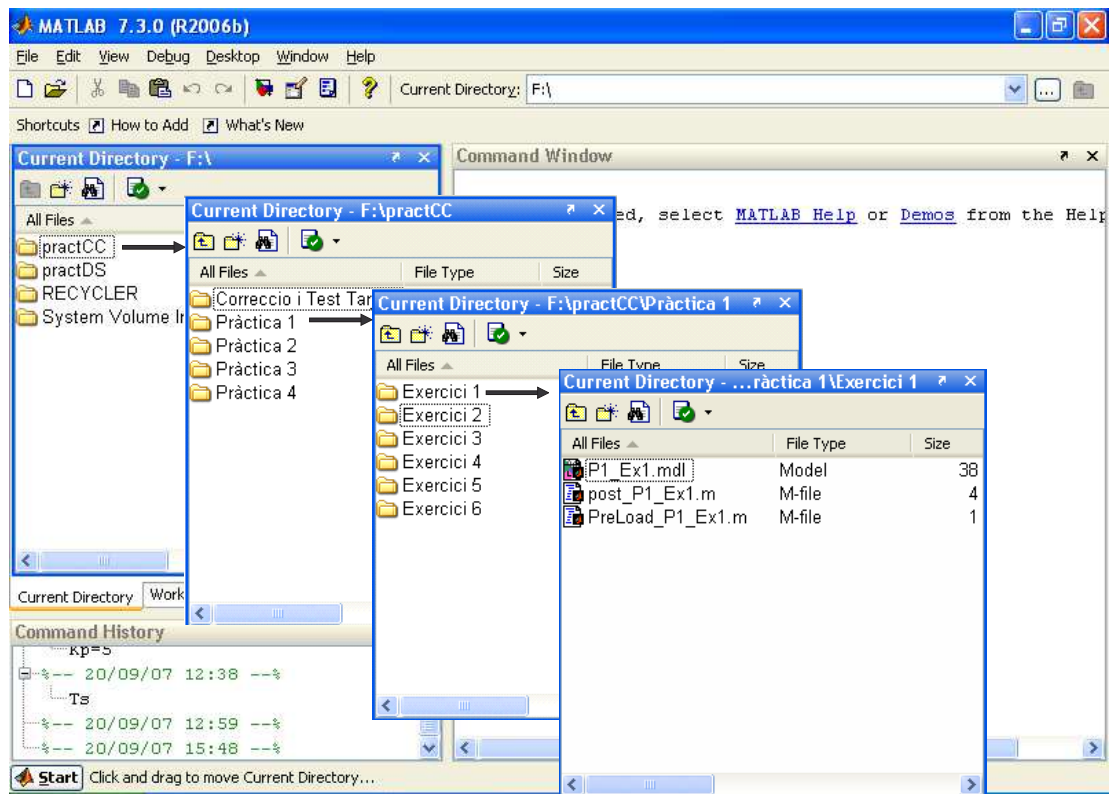 MATLAB 7.3.0 (R2006b)
File Edit View Debug Desktop Window Help
Current Directory: F:\
Shortcuts How to Add What's New
Current Directory - F:\
All Files
practCC
practDS
RECYCLER
System Volume
Current Directory
Command History
Kp=5
%-- 20/09/07 12:38 --%
Ts
%-- 20/09/07 12:59 --%
%-- 20/09/07 15:48 --%
Start Click and drag to move Current Directory...
Command Window
select MATLAB Help or Demos from the Help
Current Directory - F:\practCC
All Files File Type Size
Correccio i Test
Pràctica 1
Pràctica 2
Pràctica 3
Pràctica 4
Current Directory - F:\practCC\Pràctica 1
All Files File Type Size
Exercici 1
Exercici 2
Exercici 3
Exercici 4
Exercici 5
Exercici 6
Current Directory - ...ràctica 1\Exercici 1
All Files File Type Size
P1_Ex1.mdl Model 38
post_P1_Ex1.m M-file 4
PreLoad_P1_Ex1.m M-file 1